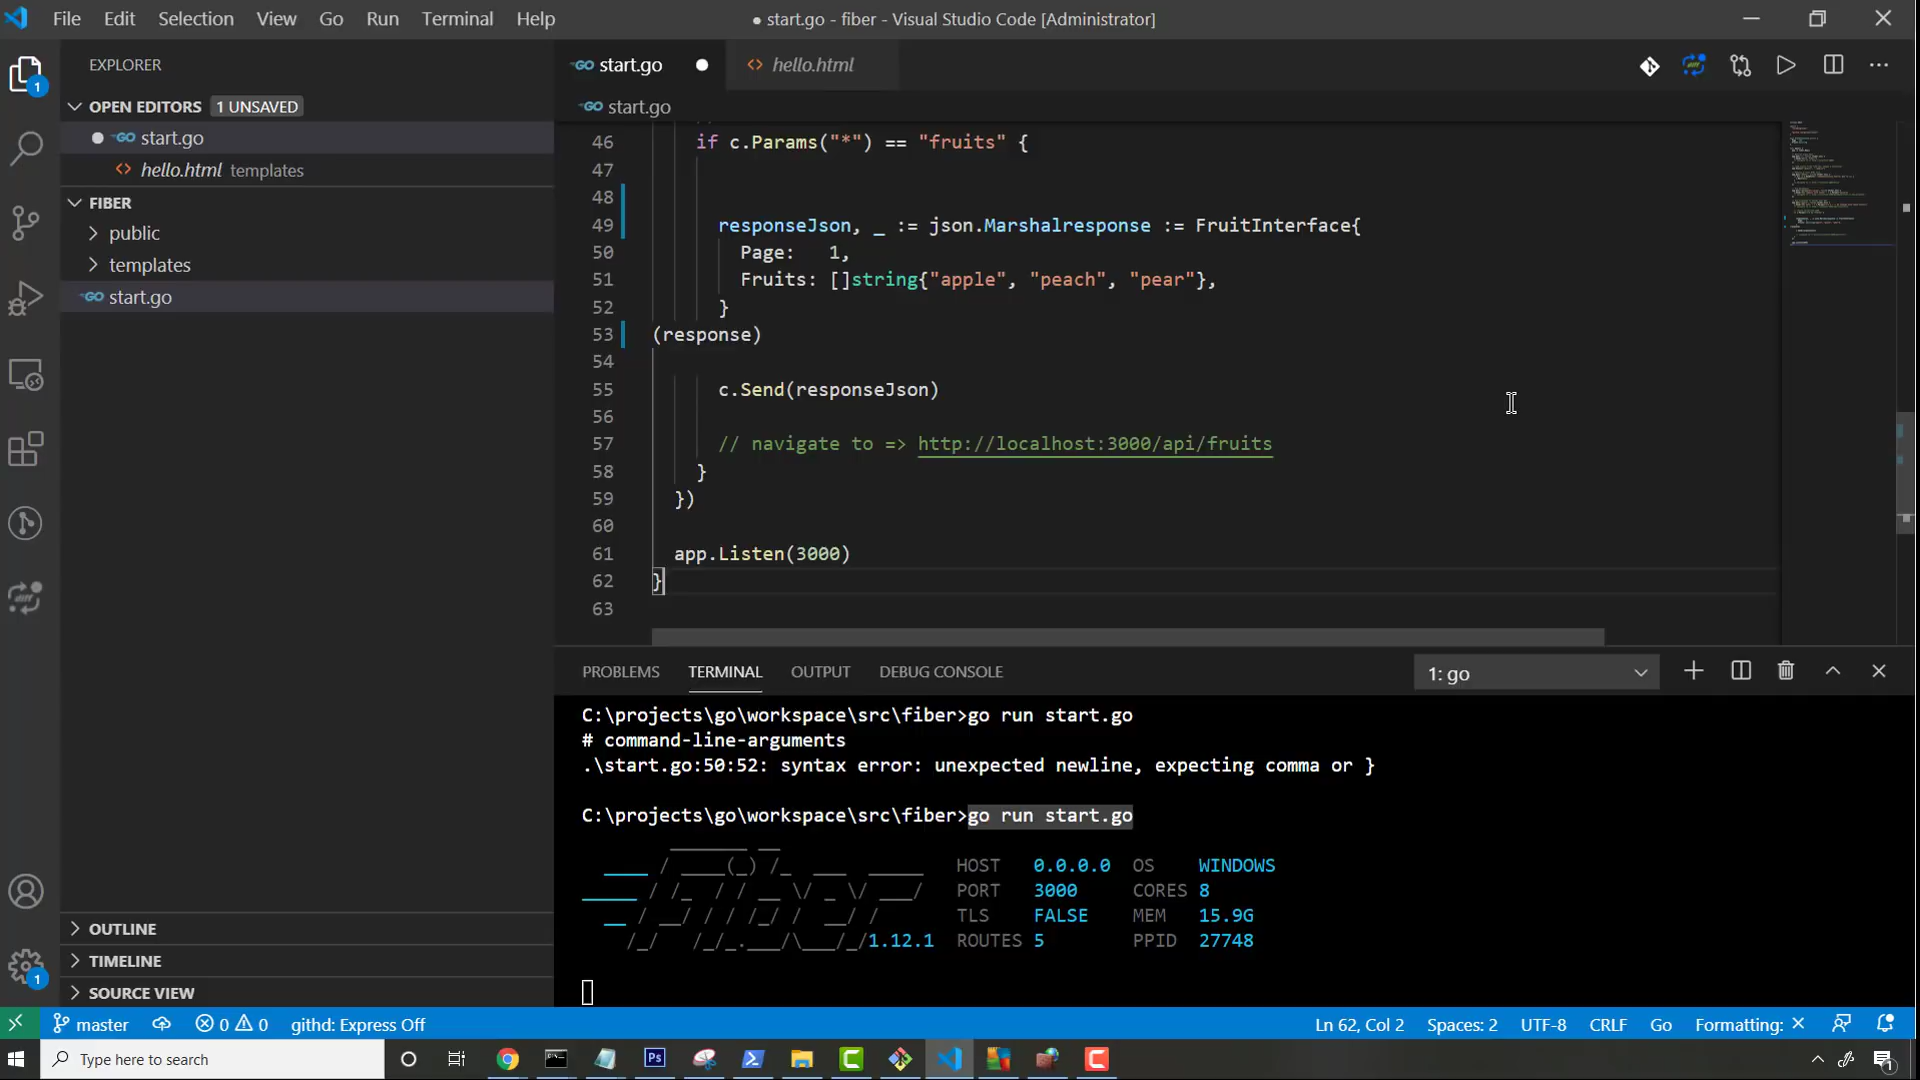 File Edit Selection View Go Run Terminal Help
● start.go - fiber - Visual Studio Code [Administrator]
EXPLORER
OPEN EDITORS 1 UNSAVED
start.go
hello.html templates
FIBER
public
templates
start.go
OUTLINE
TIMELINE
SOURCE VIEW
1
1
start.go
hello.html
start.go
46 if c.Params("*") == "fruits" {
47
48
49 responseJson, _ := json.Marshalresponse := FruitInterface{
50 Page: 1,
51 Fruits: []string{"apple", "peach", "pear"},
52 }
53 (response)
54
55 c.Send(responseJson)
56
57 // navigate to => http://localhost:3000/api/fruits
58 }
59 })
60
61 app.Listen(3000)
62 }
63
PROBLEMS TERMINAL OUTPUT DEBUG CONSOLE
1: go
C:\projects\go\workspace\src\fiber>go run start.go
# command-line-arguments
.\start.go:50:52: syntax error: unexpected newline, expecting comma or }
C:\projects\go\workspace\src\fiber>go run start.go
Fiber 1.12.1
HOST 0.0.0.0 OS WINDOWS
PORT 3000 CORES 8
TLS FALSE MEM 15.9G
ROUTES 5 PPID 27748
master 0 0 githd: Express Off
Ln 62, Col 2 Spaces: 2 UTF-8 CRLF Go Formatting: ×
Type here to search
Ps
1